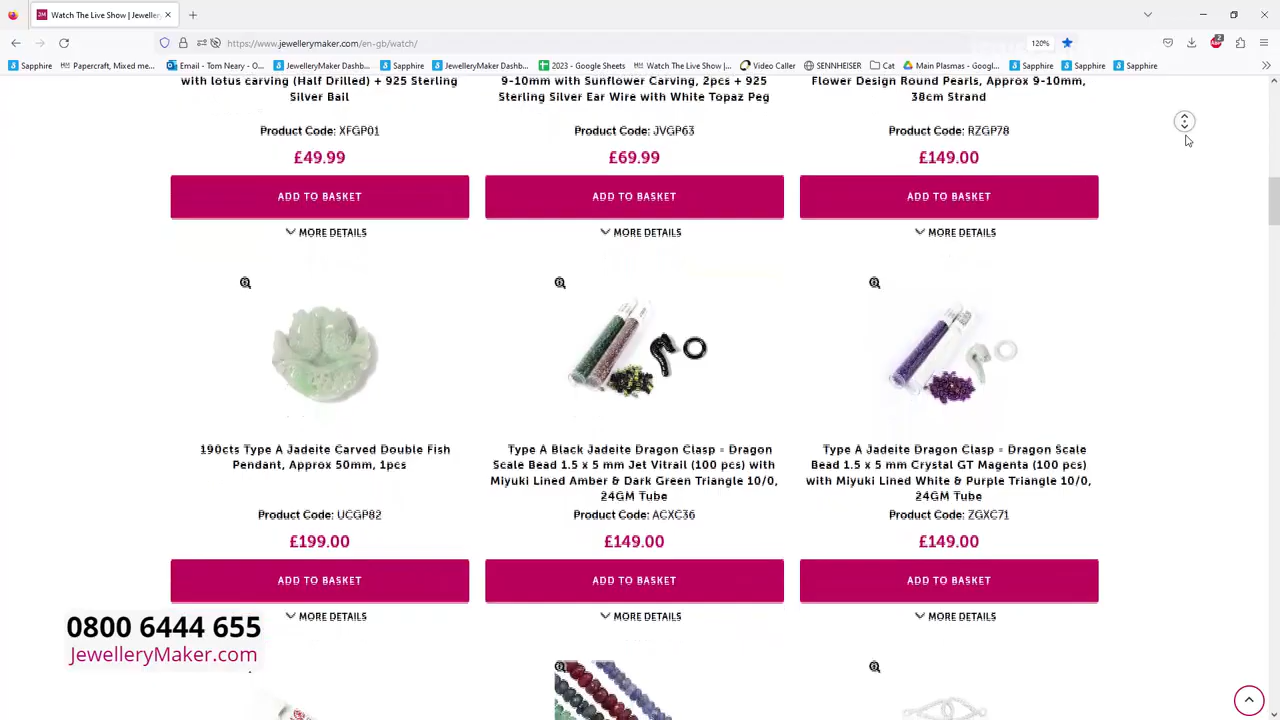 Watch The Live Show | Jeweller
https://www.jewellerymaker.com/en-gb/watch/
120%
2
Sapphire
Papercraft, Mixed me...
Email - Tom Neary - O...
JewelleryMaker Dashb...
Sapphire
JewelleryMaker Dashb...
2023 - Google Sheets
Watch The Live Show |...
Video Caller
SENNHEISER
Cat
Main Plasmas - Googl...
Sapphire
Sapphire
Sapphire
with lotus carving (Half Drilled) + 925 Sterling
Silver Bail
Product Code: XFGP01
£49.99
ADD TO BASKET
MORE DETAILS
9-10mm with Sunflower Carving, 2pcs + 925
Sterling Silver Ear Wire with White Topaz Peg
Product Code: JVGP63
£69.99
ADD TO BASKET
MORE DETAILS
Flower Design Round Pearls, Approx 9-10mm,
38cm Strand
Product Code: RZGP78
£149.00
ADD TO BASKET
MORE DETAILS
190cts Type A Jadeite Carved Double Fish
Pendant, Approx 50mm, 1pcs
Product Code: UCGP82
£199.00
ADD TO BASKET
MORE DETAILS
Type A Black Jadeite Dragon Clasp = Dragon
Scale Bead 1.5 x 5 mm Jet Vitrail (100 pcs) with
Miyuki Lined Amber & Dark Green Triangle 10/0,
24GM Tube
Product Code: ACXC36
£149.00
ADD TO BASKET
MORE DETAILS
Type A Jadeite Dragon Clasp = Dragon Scale
Bead 1.5 x 5 mm Crystal GT Magenta (100 pcs)
with Miyuki Lined White & Purple Triangle 10/0,
24GM Tube
Product Code: ZGXC71
£149.00
ADD TO BASKET
MORE DETAILS
0800 6444 655
JewelleryMaker.com